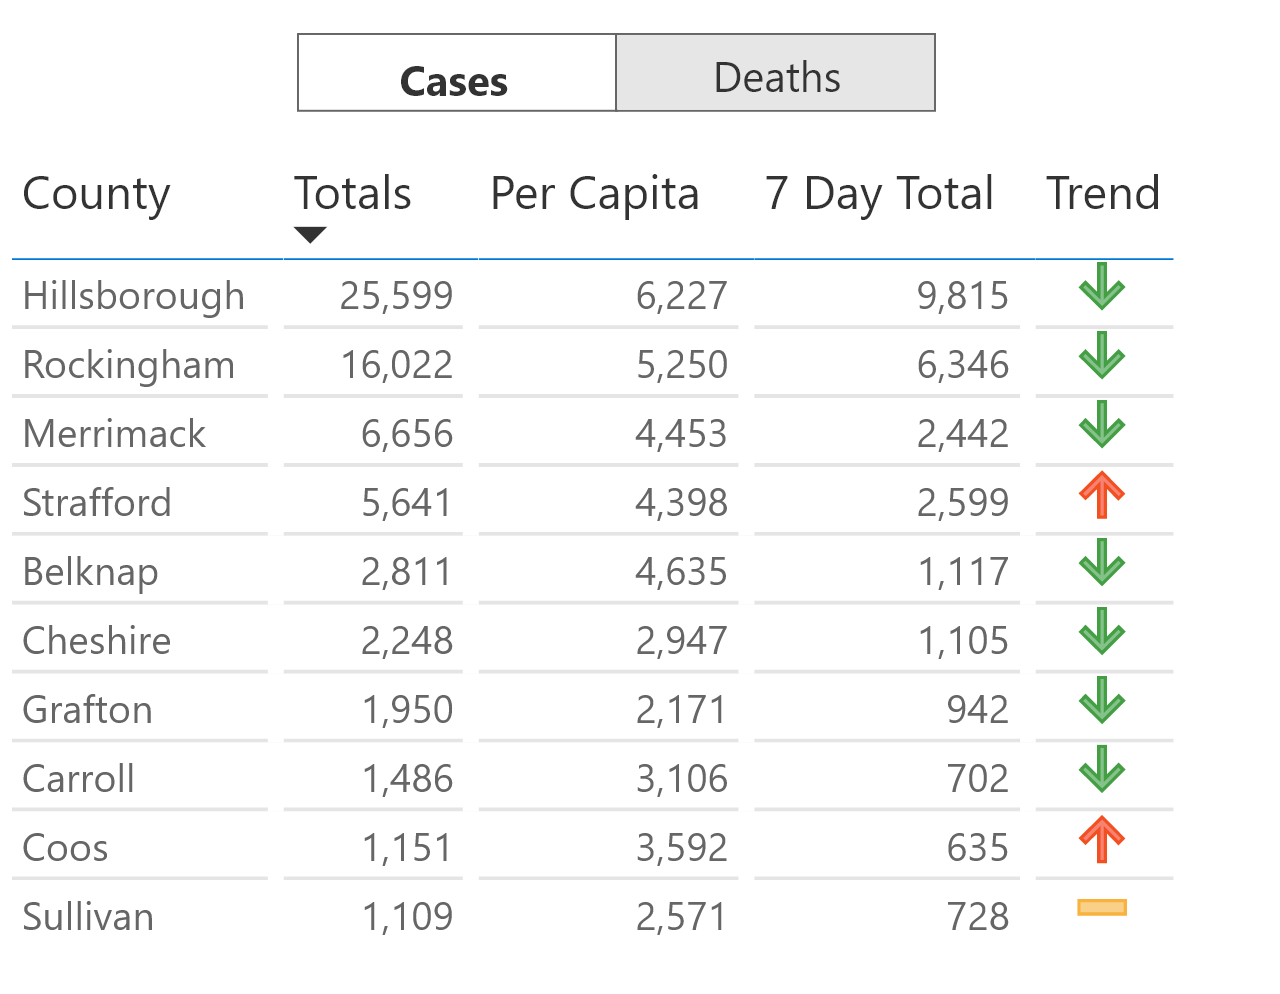 Cases Deaths
County Totals Per Capita 7 Day Total Trend
Hillsborough 25,599 6,227 9,815
Rockingham 16,022 5,250 6,346
Merrimack 6,656 4,453 2,442
Strafford 5,641 4,398 2,599
Belknap 2,811 4,635 1,117
Cheshire 2,248 2,947 1,105
Grafton 1,950 2,171 942
Carroll 1,486 3,106 702
Coos 1,151 3,592 635
Sullivan 1,109 2,571 728